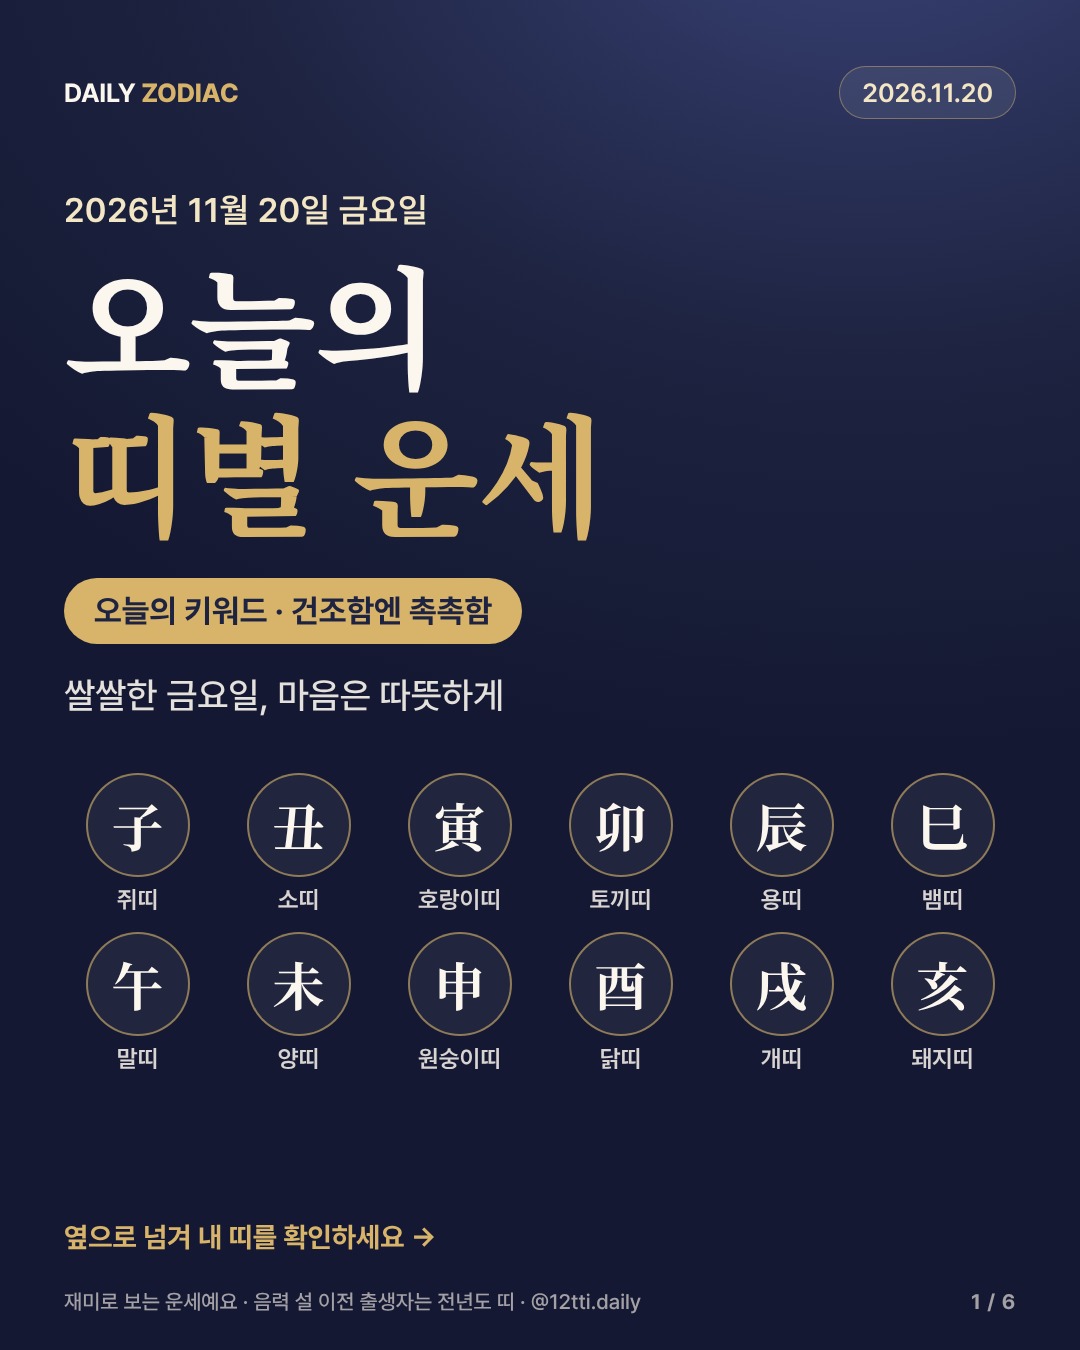 DAILY ZODIAC
2026.11.20
2026년 11월 20일 금요일
오늘의
띠별 운세
오늘의 키워드 · 건조함엔 촉촉함
쌀쌀한 금요일, 마음은 따뜻하게
子 丑 寅 卯 辰 巳
쥐띠 소띠 호랑이띠 토끼띠 용띠 뱀띠
午 未 申 酉 戌 亥
말띠 양띠 원숭이띠 닭띠 개띠 돼지띠
옆으로 넘겨 내 띠를 확인하세요 →
재미로 보는 운세예요 · 음력 설 이전 출생자는 전년도 띠 · @12tti.daily
1 / 6